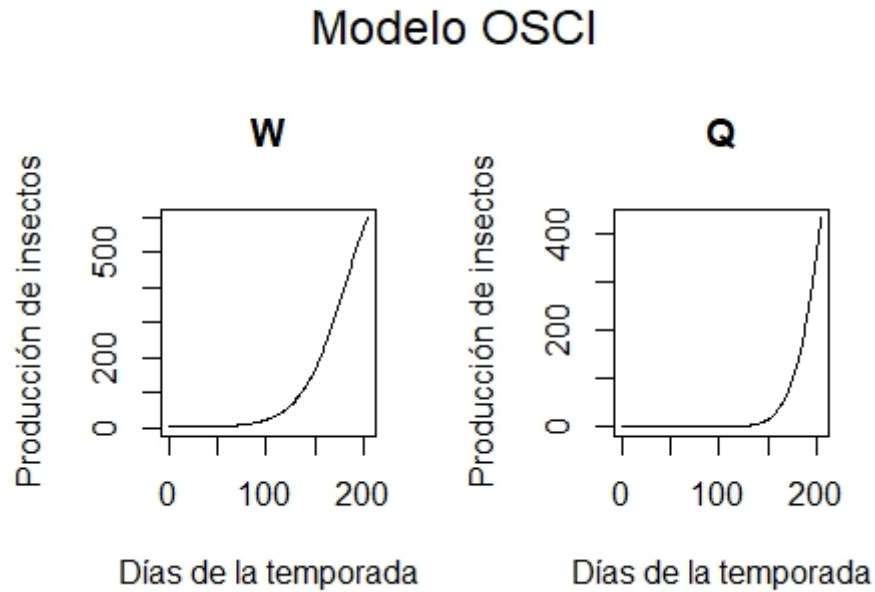 Modelo OSCI
W
Producción de insectos
500
200
0
0 100 200
Días de la temporada
Q
Producción de insectos
400
200
0
0 100 200
Días de la temporada